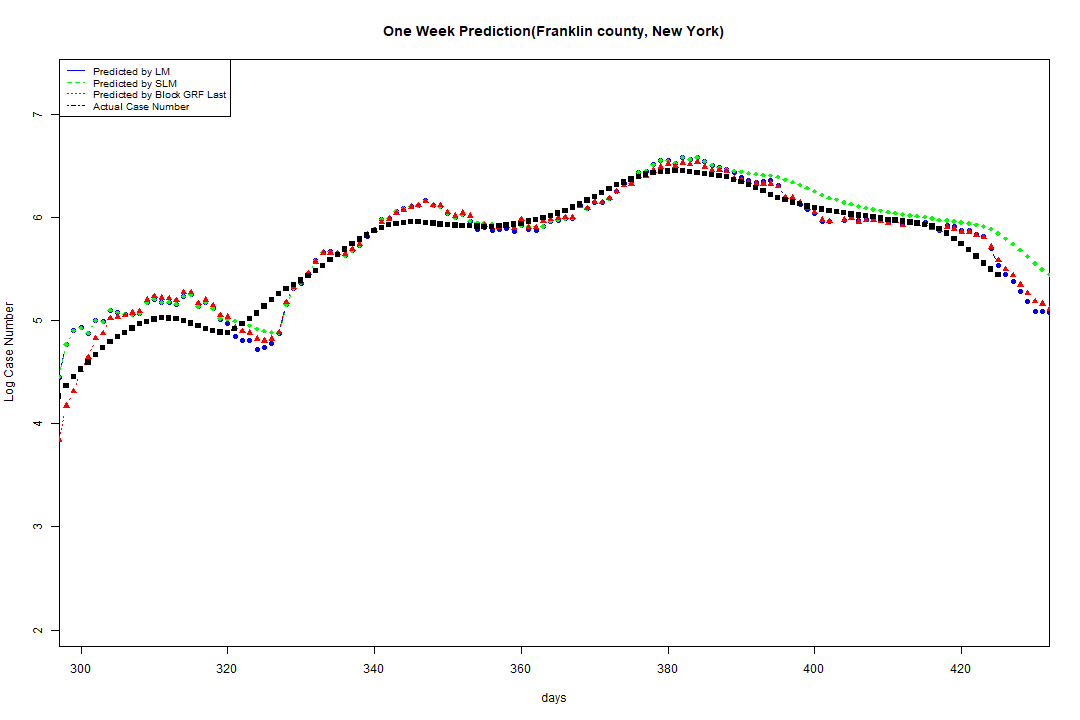 One Week Prediction(Franklin county, New York)
Predicted by LM
Predicted by SLM
Predicted by Block GRF Last
Actual Case Number
Log Case Number
7
6
5
4
3
2
300 320 340 360 380 400 420
days